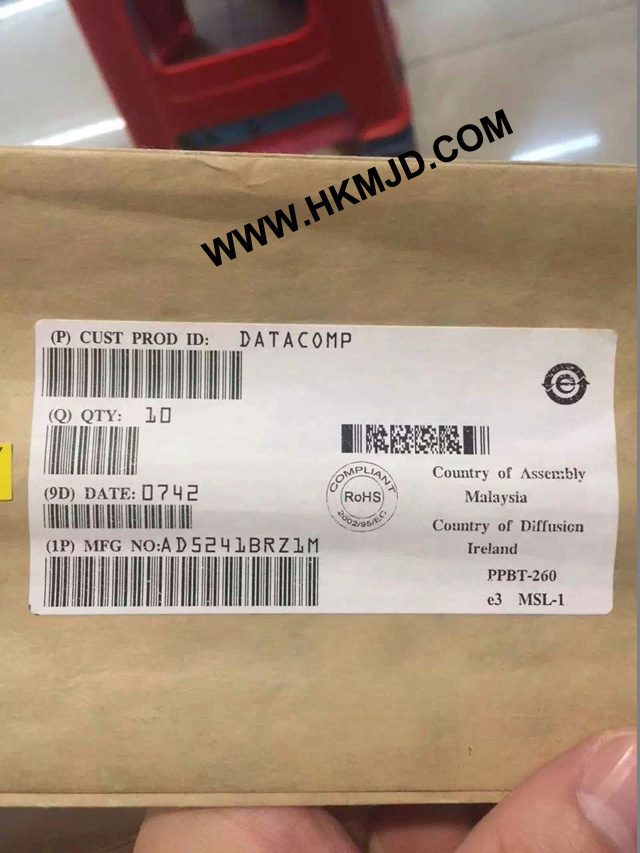 WWW.HKMJD.COM
(P) CUST PROD ID: DATACOMP
(Q) QTY: 10
(9D) DATE: 0742
(1P) MFG NO: AD5241BRZ1M
COMPLIANT
RoHS
2002/95/EC
Country of Assembly
Malaysia
Country of Diffusion
Ireland
PPBT-260
e3 MSL-1
e